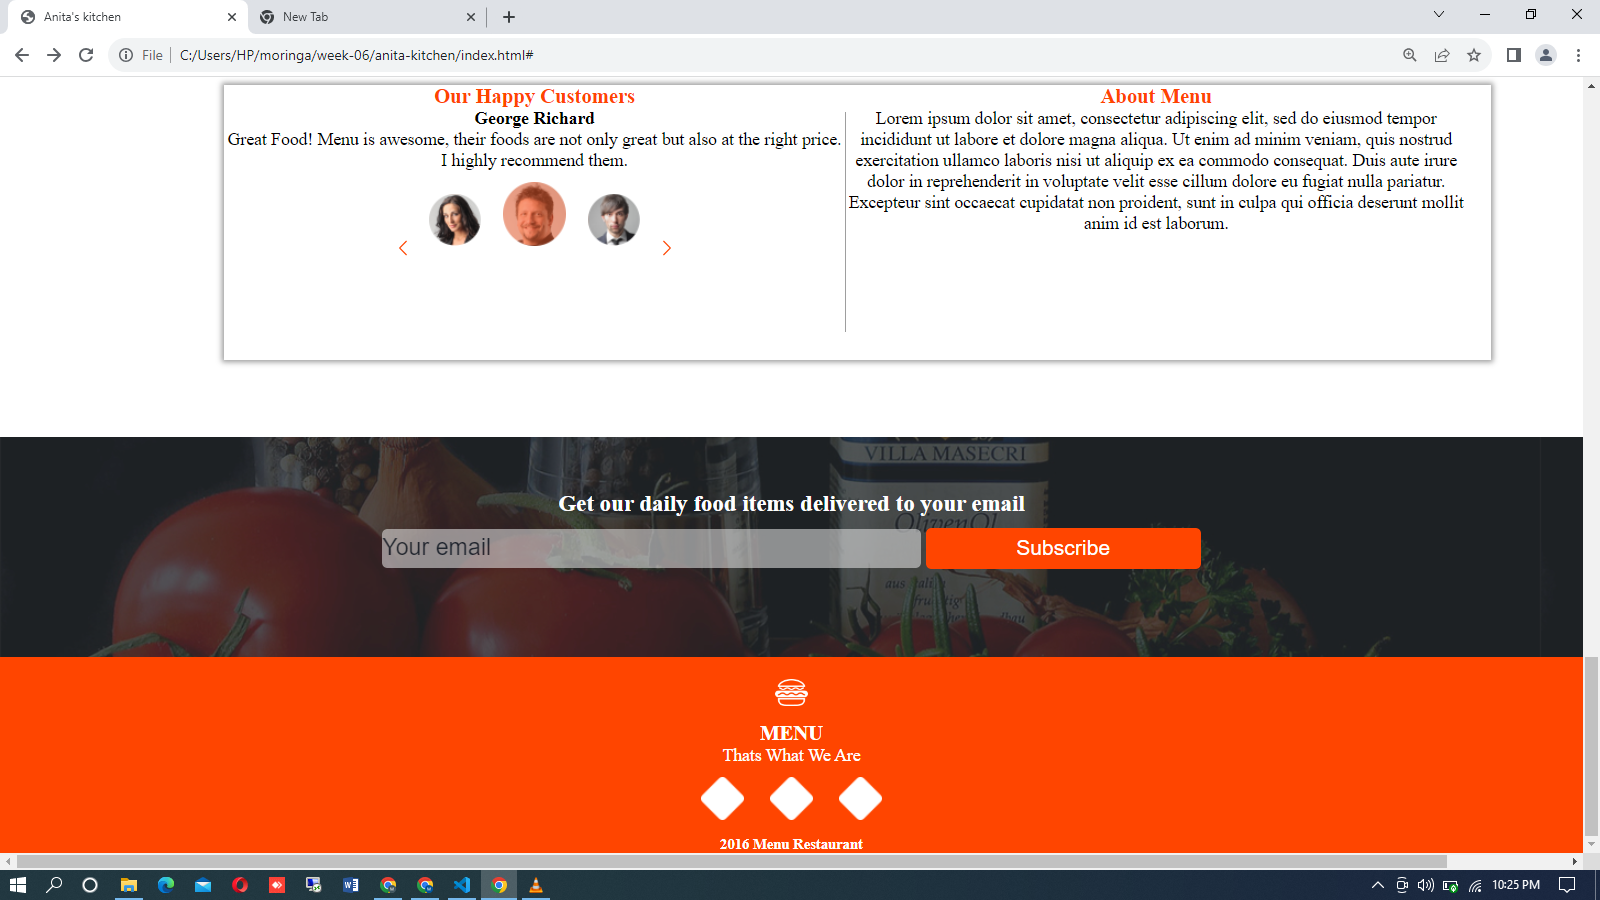 Anita's kitchen
New Tab
File
C:/Users/HP/moringa/week-06/anita-kitchen/index.html#
Our Happy Customers
George Richard
Great Food! Menu is awesome, their foods are not only great but also at the right price.
I highly recommend them.
About Menu
Lorem ipsum dolor sit amet, consectetur adipiscing elit, sed do eiusmod tempor
incididunt ut labore et dolore magna aliqua. Ut enim ad minim veniam, quis nostrud
exercitation ullamco laboris nisi ut aliquip ex ea commodo consequat. Duis aute irure
dolor in reprehenderit in voluptate velit esse cillum dolore eu fugiat nulla pariatur.
Excepteur sint occaecat cupidatat non proident, sunt in culpa qui officia deserunt mollit
anim id est laborum.
VILLA MASECRI
Get our daily food items delivered to your email
OlivenOl
Your email
Subscribe
aus
MENU
Thats What We Are
2016 Menu Restaurant
10:25 PM